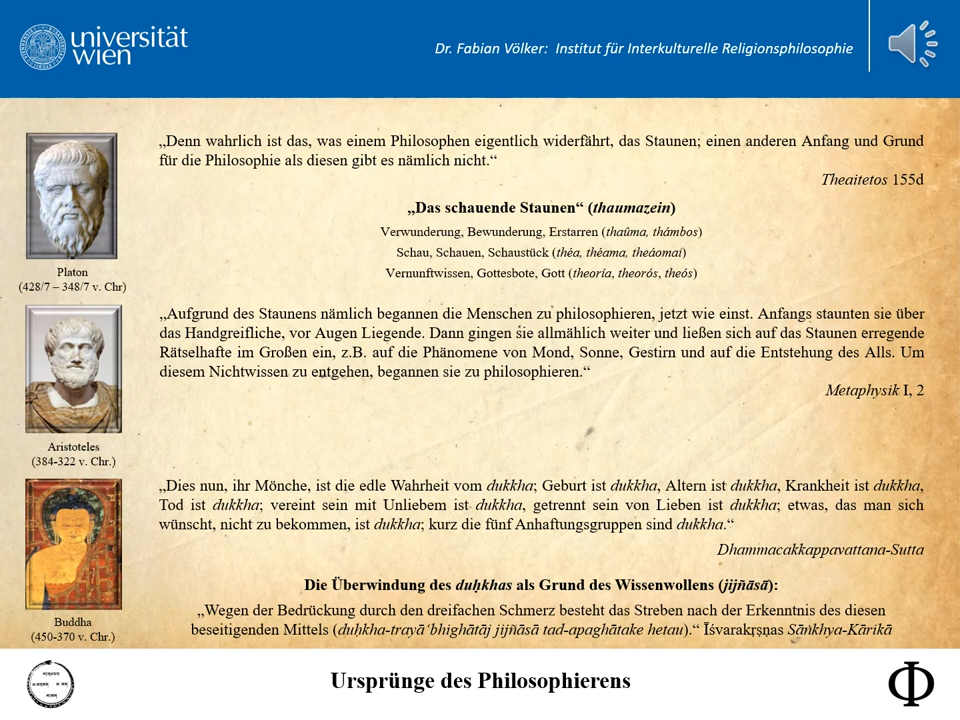 universität
wien
Dr. Fabian Völker: Institut für Interkulturelle Religionsphilosophie
„Denn wahrlich ist das, was einem Philosophen eigentlich widerfährt, das Staunen; einen anderen Anfang und Grund
für die Philosophie als diesen gibt es nämlich nicht.“
Theaitetos 155d
„Das schauende Staunen“ (thaumazein)
Verwunderung, Bewunderung, Erstarren (thaûma, thámbos)
Schau, Schauen, Schaustück (théa, théama, theáomai)
Vernunftwissen, Gottesbote, Gott (theoría, theorós, theós)
Platon
(428/7 – 348/7 v. Chr)
„Aufgrund des Staunens nämlich begannen die Menschen zu philosophieren, jetzt wie einst. Anfangs staunten sie über
das Handgreifliche, vor Augen Liegende. Dann gingen sie allmählich weiter und ließen sich auf das Staunen erregende
Rätselhafte im Großen ein, z.B. auf die Phänomene von Mond, Sonne, Gestirn und auf die Entstehung des Alls. Um
diesem Nichtwissen zu entgehen, begannen sie zu philosophieren.“
Metaphysik I, 2
Aristoteles
(384-322 v. Chr.)
„Dies nun, ihr Mönche, ist die edle Wahrheit vom dukkha; Geburt ist dukkha, Altern ist dukkha, Krankheit ist dukkha,
Tod ist dukkha; vereint sein mit Unliebem ist dukkha, getrennt sein von Lieben ist dukkha; etwas, das man sich
wünscht, nicht zu bekommen, ist dukkha; kurz die fünf Anhaftungsgruppen sind dukkha.“
Dhammacakkappavattana-Sutta
Die Überwindung des duḥkhas als Grund des Wissenwollens (jijñāsā):
„Wegen der Bedrückung durch den dreifachen Schmerz besteht das Streben nach der Erkenntnis des diesen
beseitigenden Mittels (duḥkha-trayā‘bhighātāj jijñāsā tad-apaghātake hetau).“ Īśvarakṛṣṇas Sāṅkhya-Kārikā
Buddha
(450-370 v. Chr.)
Ursprünge des Philosophierens
Φ